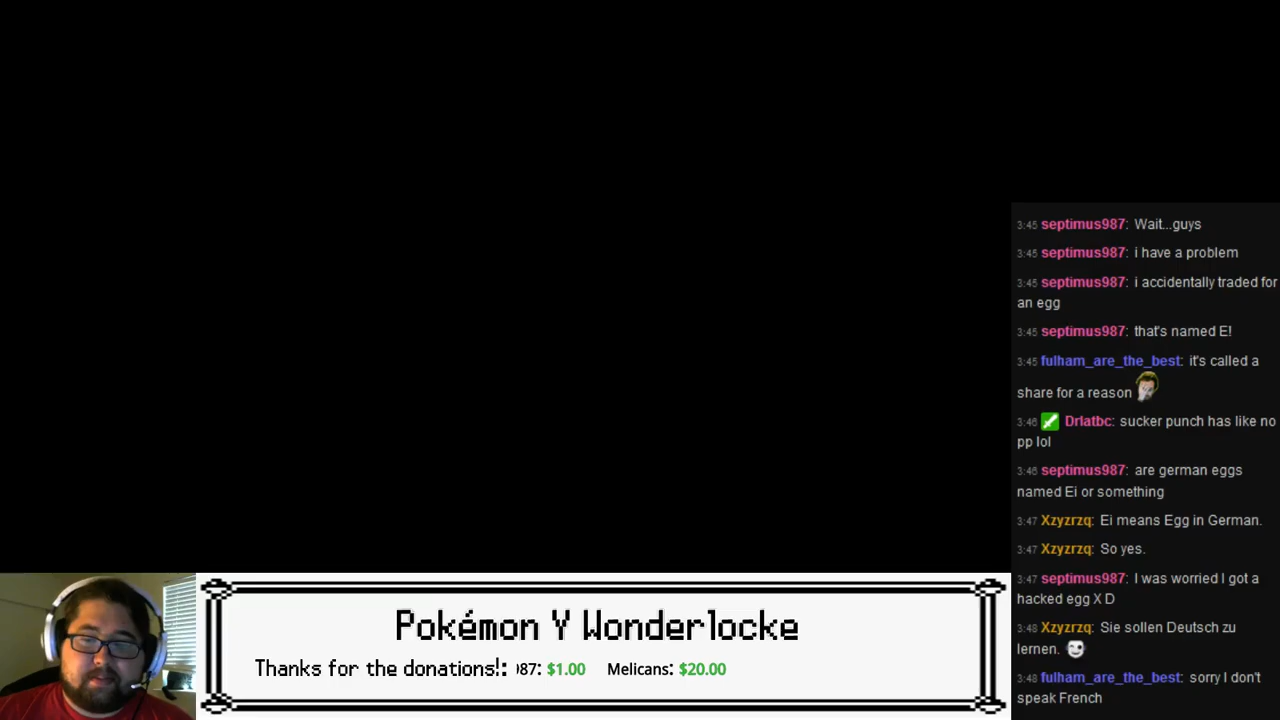 3:45 septimus987: Wait...guys
3:45 septimus987: i have a problem
3:45 septimus987: i accidentally traded for
an egg
3:45 septimus987: that's named E!
3:45 fulham_are_the_best: it's called a
share for a reason
3:46 Drlatbc: sucker punch has like no
pp lol
3:46 septimus987: are german eggs
named Ei or something
3:47 Xzyzrzq: Ei means Egg in German.
3:47 Xzyzrzq: So yes.
3:47 septimus987: I was worried I got a
hacked egg X D
3:48 Xzyzrzq: Sie sollen Deutsch zu
lernen.
3:48 fulham_are_the_best: sorry I don't
speak French
Pokémon Y Wonderlocke
Thanks for the donations!: 987: $1.00 Melicans: $20.00